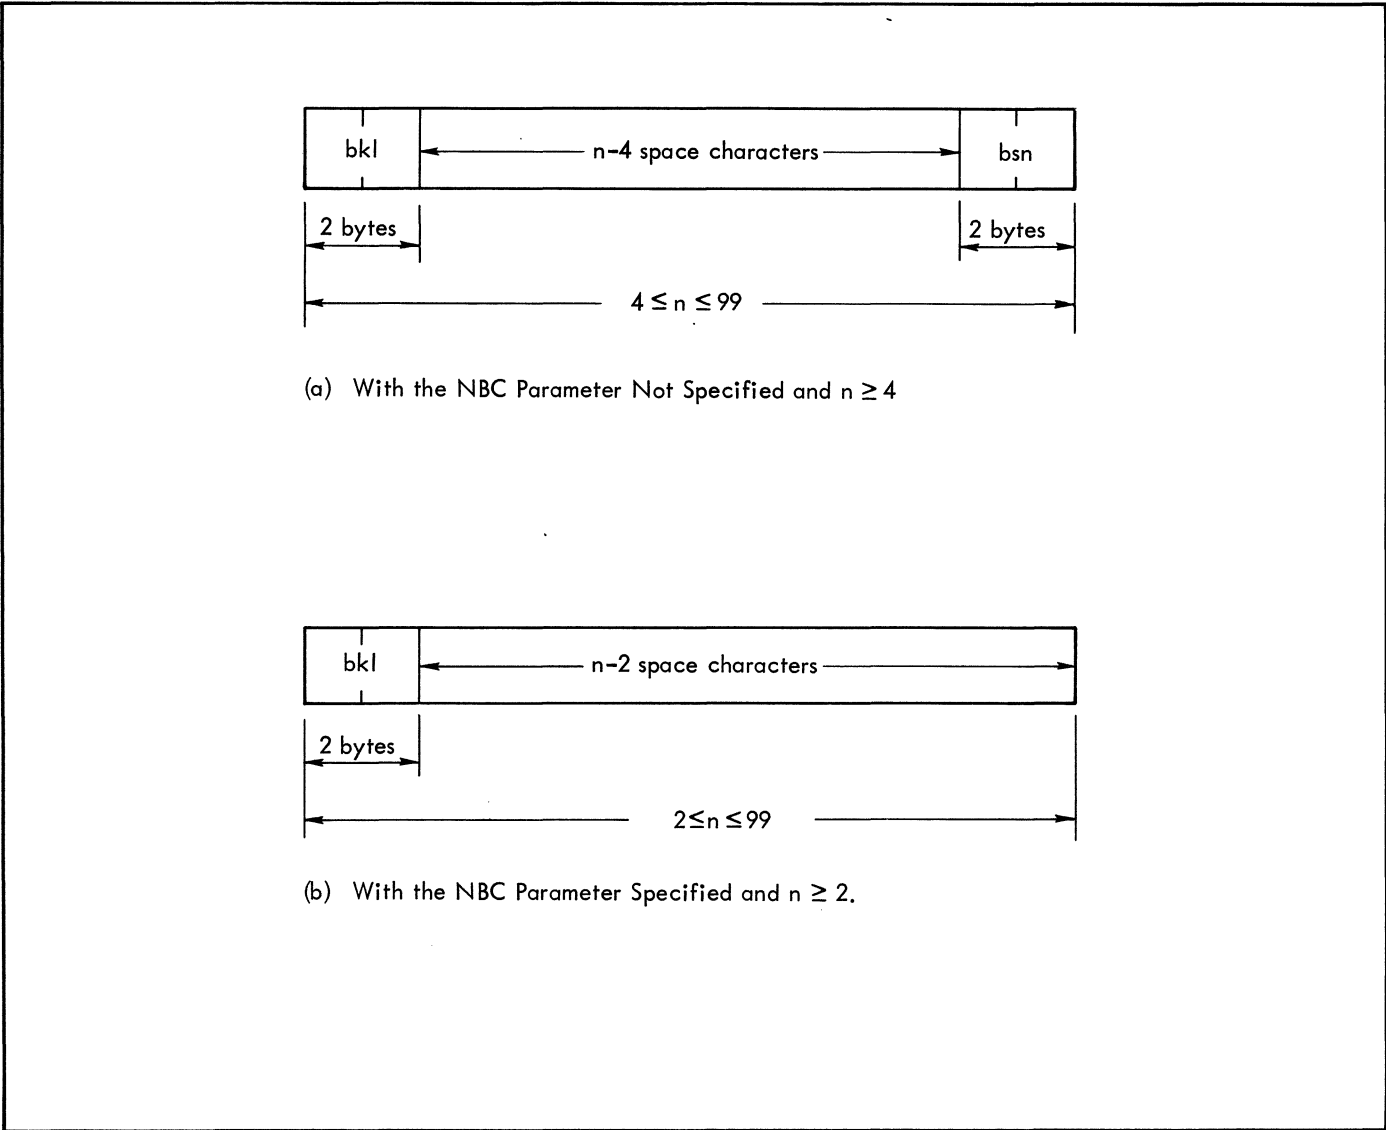 bkl n-4 space characters bsn
2 bytes 2 bytes
4 ≤ n ≤ 99
(a) With the NBC Parameter Not Specified and n ≥ 4
bkl n-2 space characters
2 bytes
2≤n ≤99
(b) With the NBC Parameter Specified and n ≥ 2.